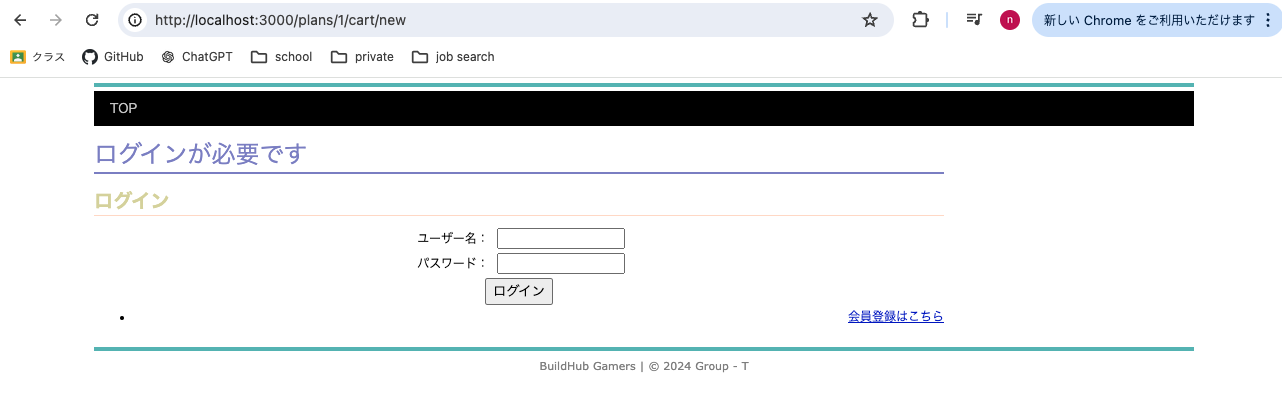 http://localhost:3000/plans/1/cart/new
n
新しい Chrome をご利用いただけます
クラス
GitHub
ChatGPT
school
private
job search
TOP
ログインが必要です
ログイン
ユーザー名：
パスワード：
ログイン
会員登録はこちら
BuildHub Gamers | © 2024 Group - T